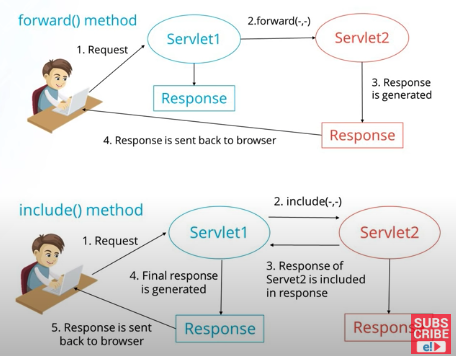 forward() method
1. Request
Servlet1
2.forward(-,-)
Servlet2
Response
3. Response
is generated
Response
4. Response is sent back to browser
include() method
1. Request
Servlet1
2. include(-,-)
Servlet2
3. Response of
Servet2 is included
in response
4. Final response
is generated
5. Response is sent
back to browser
Response
SUBS
CRIBE
e!